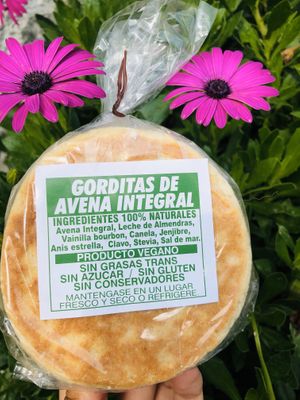 GORDITAS DE
AVENA INTEGRAL
INGREDIENTES 100% NATURALES
Avena Integral, Leche de Almendras,
Vainilla bourbon, Canela, Jenjibre,
Anis estrella, Clavo, Stevia, Sal de mar.
PRODUCTO VEGANO
SIN GRASAS TRANS
SIN AZUCAR / SIN GLUTEN
SIN CONSERVADORES
MANTENGASE EN UN LUGAR
FRESCO Y SECO O REFRIGERE.